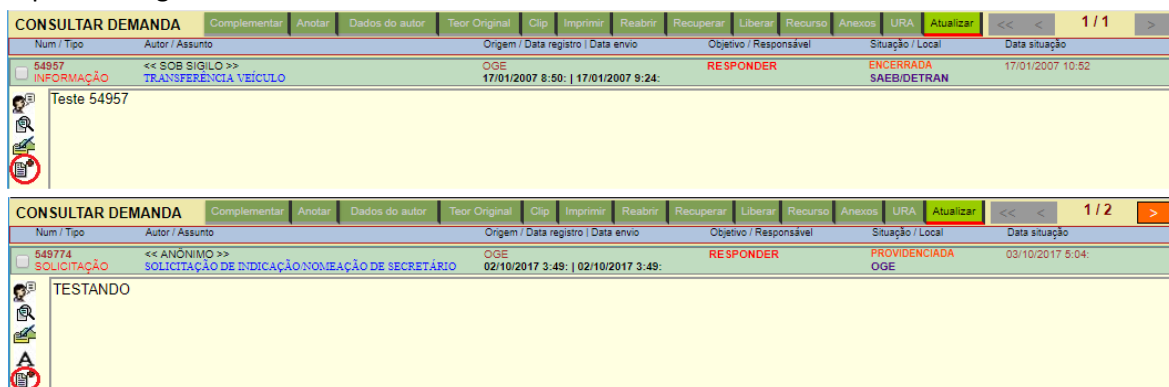 CONSULTAR DEMANDA Complementar Anotar Dados do autor Teor Original Clip Imprimir Reabrir Recuperar Liberar Recurso Anexos URA Atualizar << < 1 / 1 >
Num / Tipo Autor / Assunto Origem / Data registro | Data envio Objetivo / Responsável Situação / Local Data situação
54957 << SOB SIGILO >> OGE RESPONDER ENCERRADA 17/01/2007 10:52
INFORMAÇÃO TRANSFERÊNCIA VEÍCULO 17/01/2007 8:50: | 17/01/2007 9:24: SAEB/DETRAN
Teste 54957
CONSULTAR DEMANDA Complementar Anotar Dados do autor Teor Original Clip Imprimir Reabrir Recuperar Liberar Recurso Anexos URA Atualizar << < 1 / 2 >
Num / Tipo Autor / Assunto Origem / Data registro | Data envio Objetivo / Responsável Situação / Local Data situação
549774 << ANÔNIMO >> OGE RESPONDER PROVIDENCIADA 03/10/2017 5:04:
SOLICITAÇÃO SOLICITAÇÃO DE INDICAÇÃO/NOMEAÇÃO DE SECRETÁRIO 02/10/2017 3:49: | 02/10/2017 3:49: OGE
TESTANDO
A